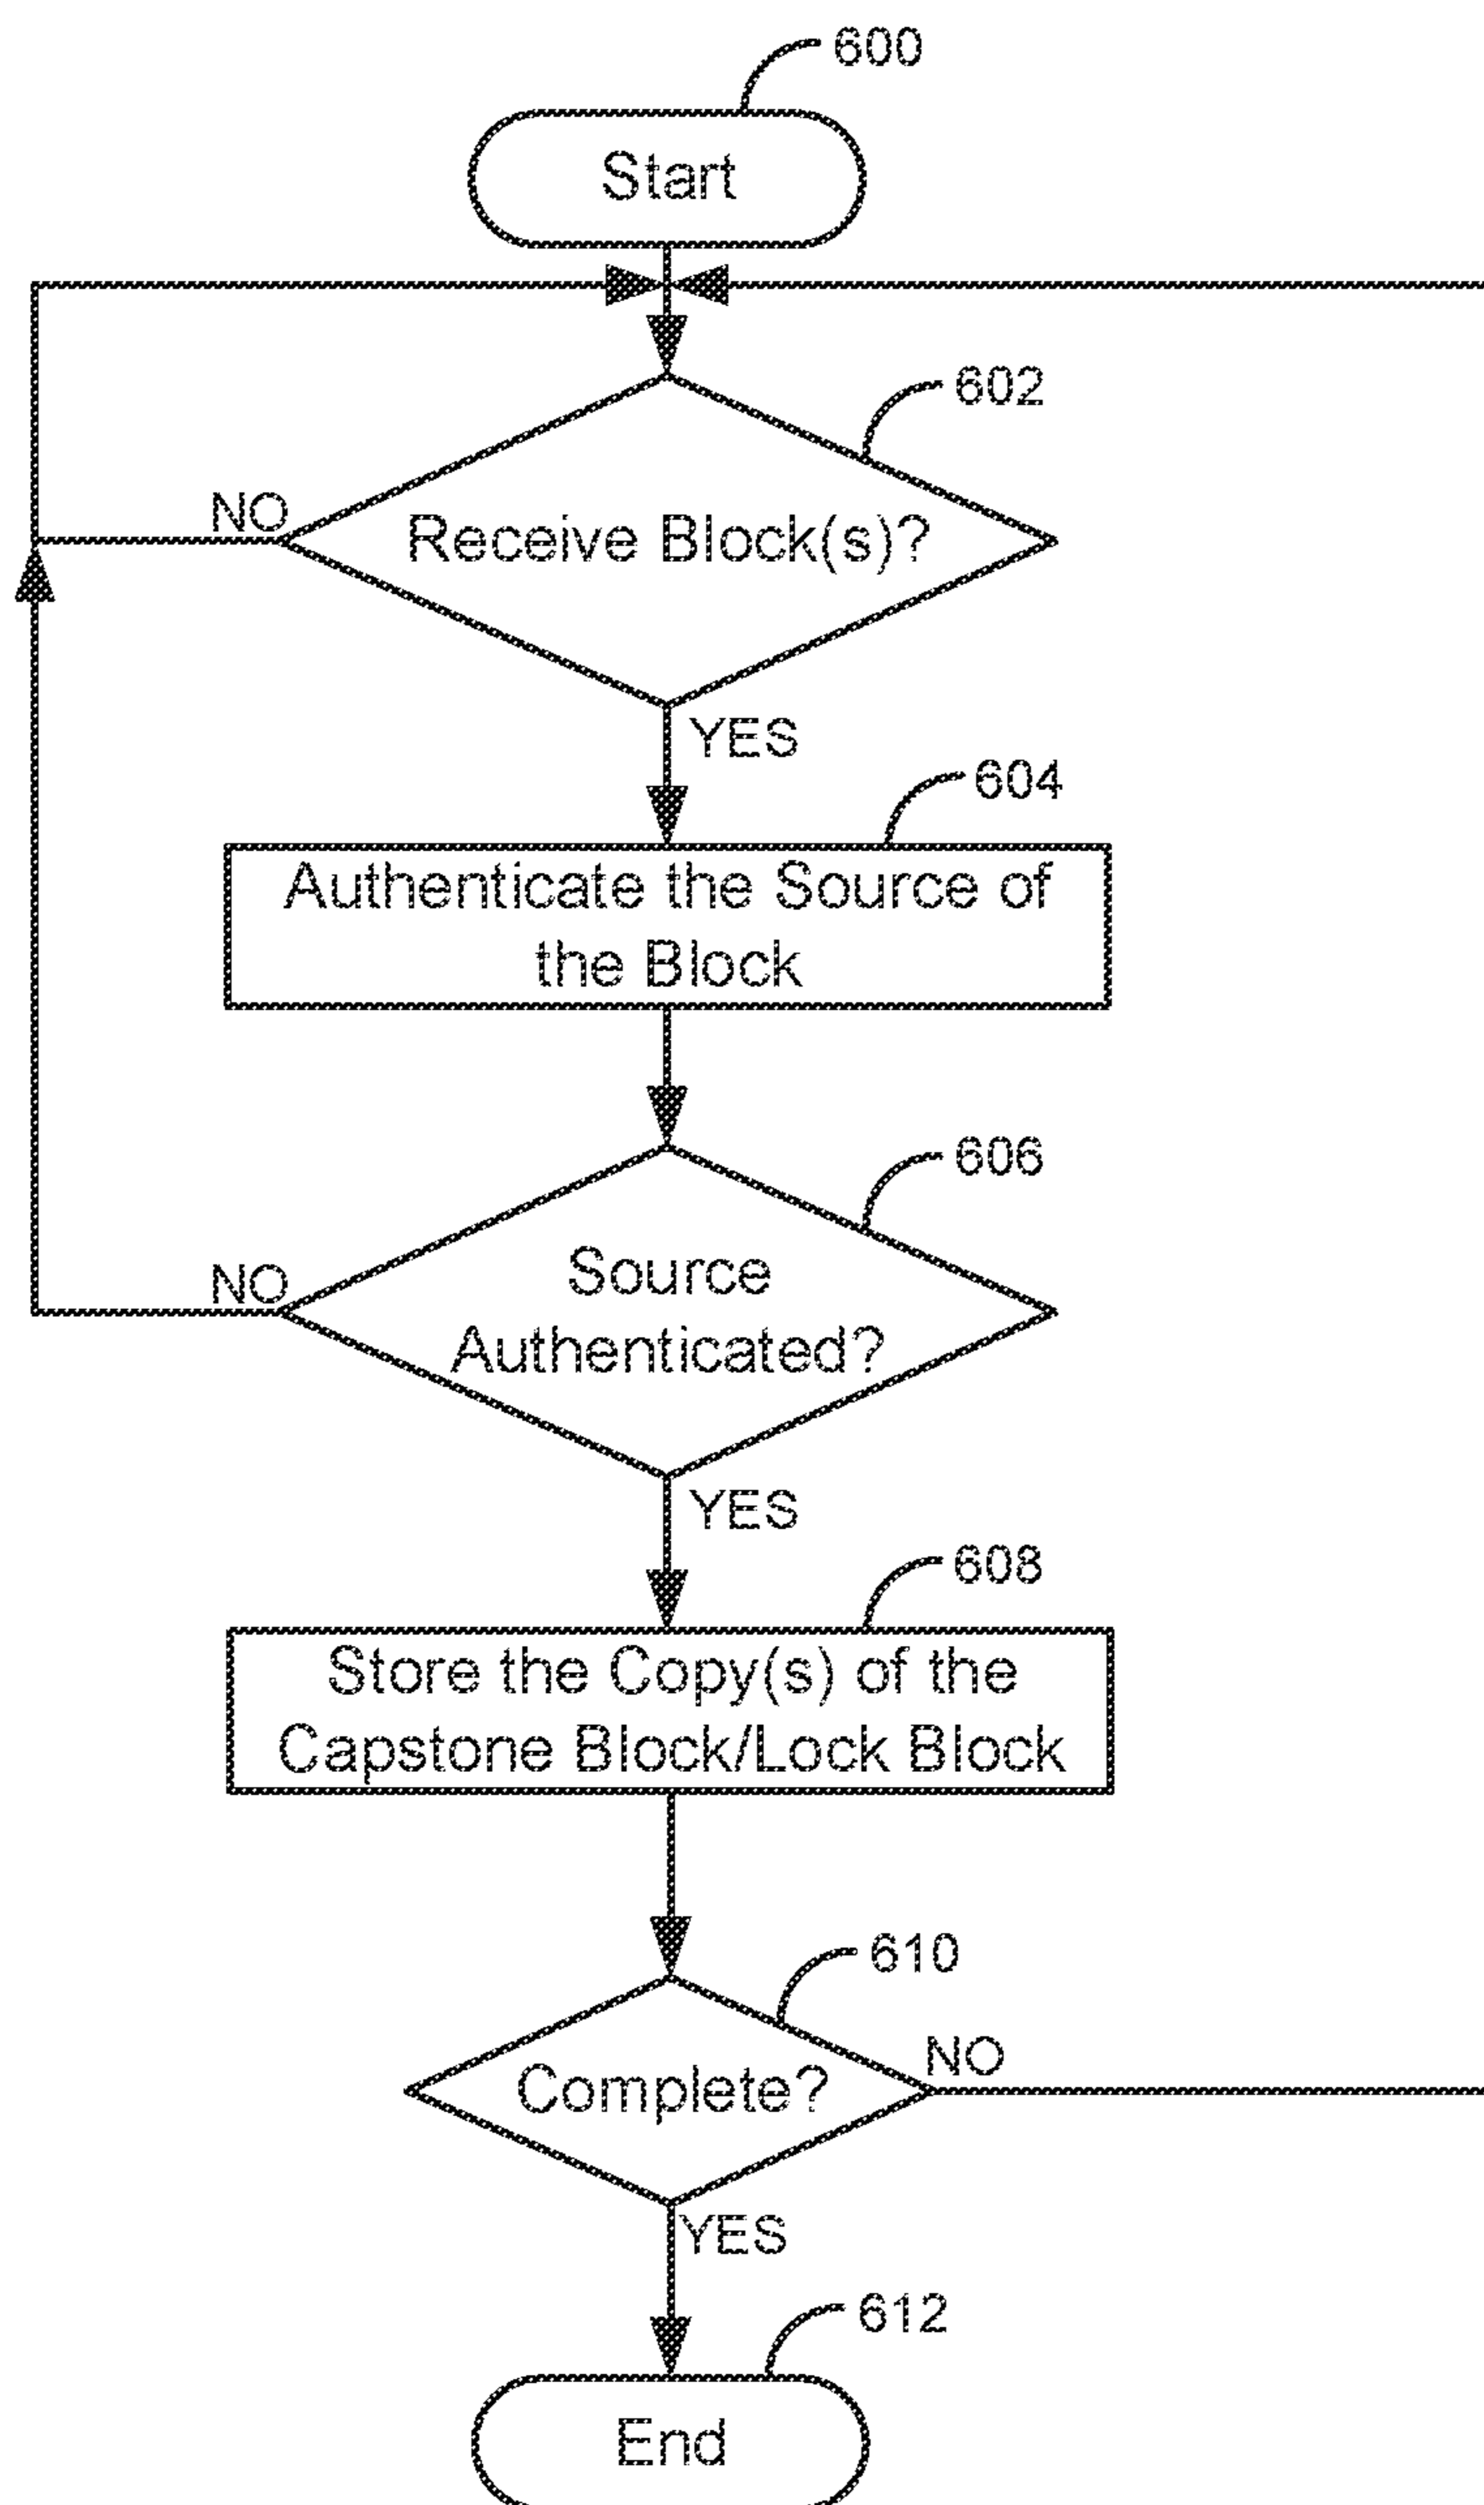 600
Start
602
NO
Receive Block(s)?
YES
604
Authenticate the Source of
the Block
606
NO
Source
Authenticated?
YES
608
Store the Copy(s) of the
Capstone Block/Lock Block
610
NO
Complete?
YES
612
End